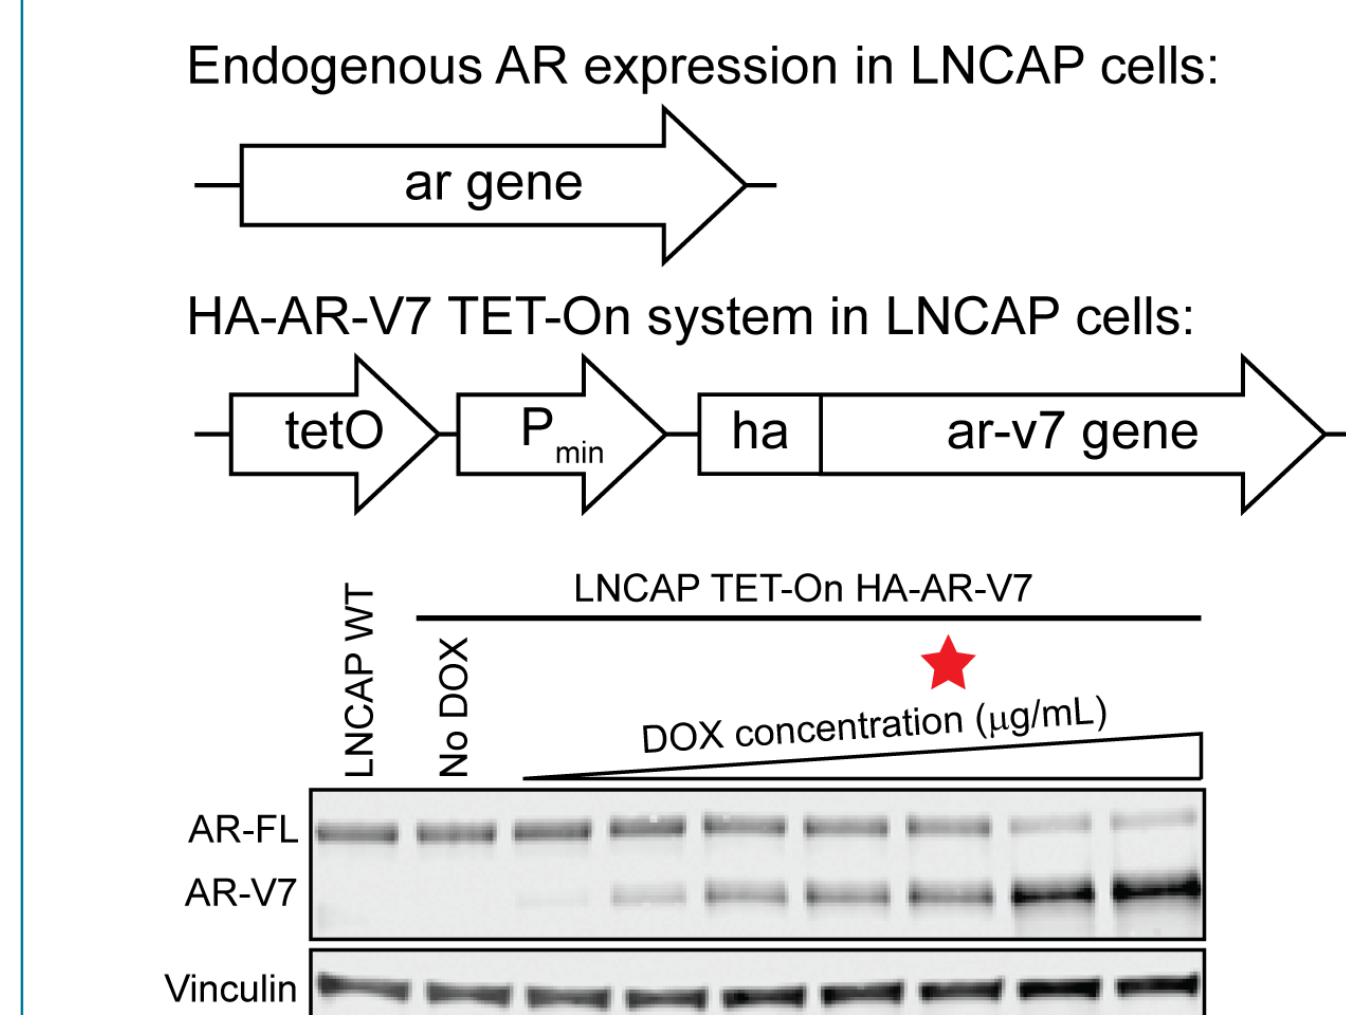 Endogenous AR expression in LNCAP cells:
ar gene
HA-AR-V7 TET-On system in LNCAP cells:
tetO
Pmin
ha
ar-v7 gene
LNCAP WT
No DOX
LNCAP TET-On HA-AR-V7
DOX concentration (μg/mL)
AR-FL
AR-V7
Vinculin